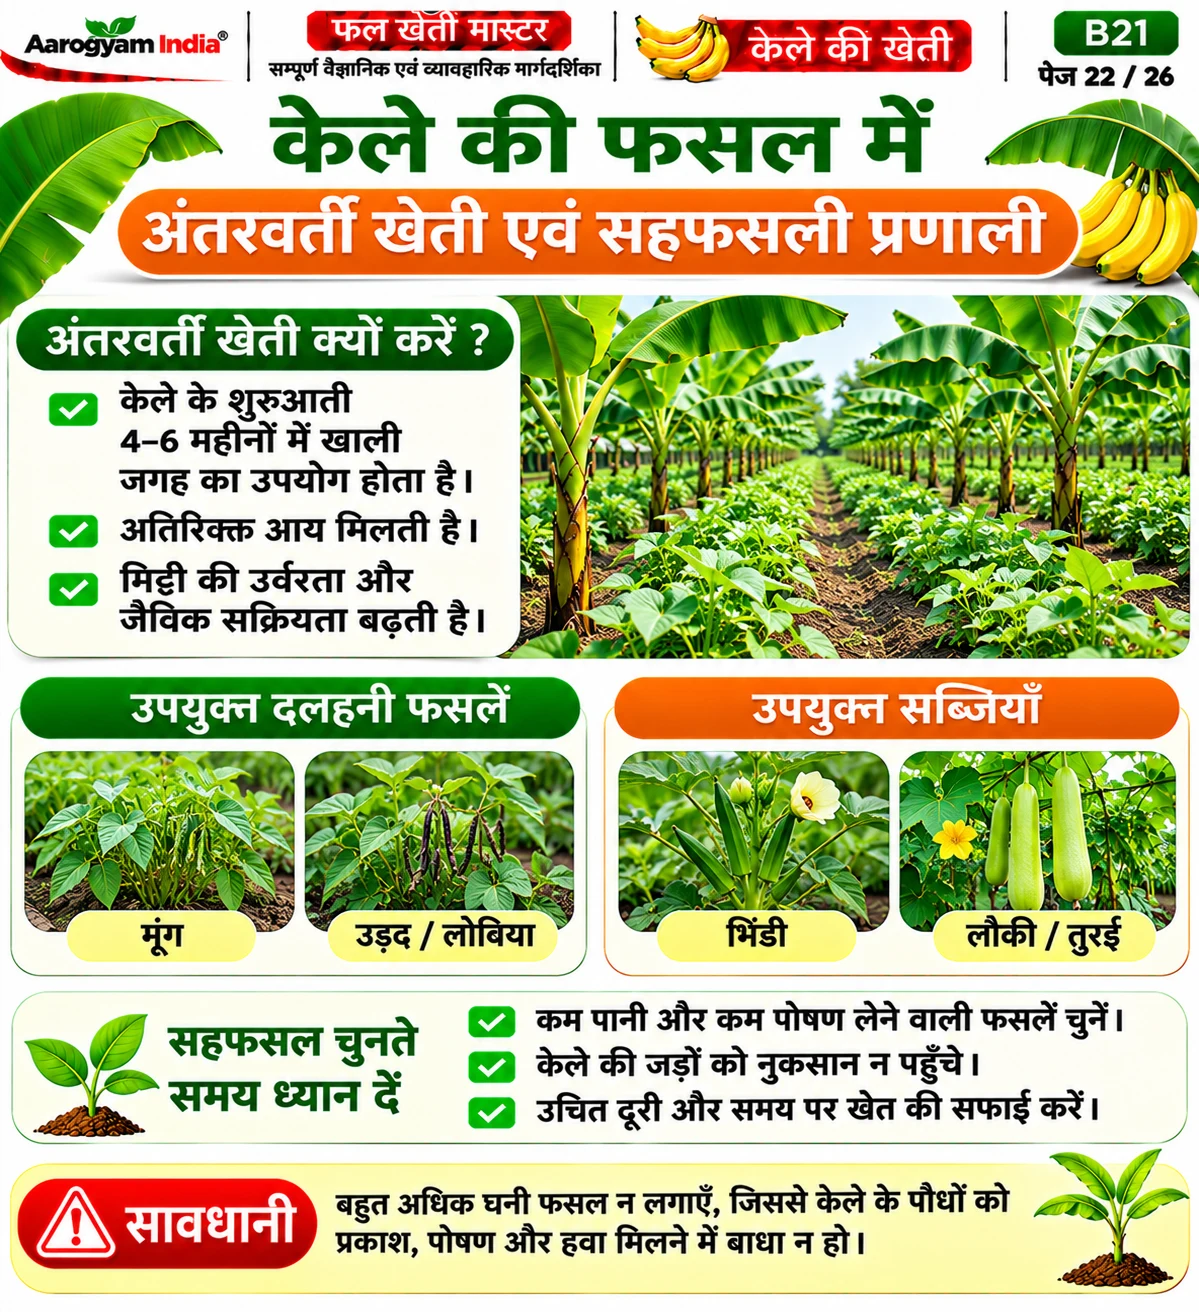 Aarogyam India®
फल खेती मास्टर
सम्पूर्ण वैज्ञानिक एवं व्यावहारिक मार्गदर्शिका
केले की खेती
B21
पेज 22 / 26
केले की फसल में
अंतरवर्ती खेती एवं सहफसली प्रणाली
अंतरवर्ती खेती क्यों करें ?
केले के शुरुआती
4–6 महीनों में खाली
जगह का उपयोग होता है।
अतिरिक्त आय मिलती है।
मिट्टी की उर्वरता और
जैविक सक्रियता बढ़ती है।
उपयुक्न दलहनी फसलें
मूंग
उड़द / लोबिया
उपयुक्न सब्जियाँ
भिंडी
लौकी / तुरई
सहफसल चुनते
समय ध्यान दें
कम पानी और कम पोषण लेने वाली फसलें चुनें।
केले की जड़ों को नुकसान न पहुँचे।
उचित दूरी और समय पर खेत की सफाई करें।
सावधानी
बहुत अधिक घनी फसल न लगाएँ, जिससे केले के पौधों को
प्रकाश, पोषण और हवा मिलने में बाधा न हो।